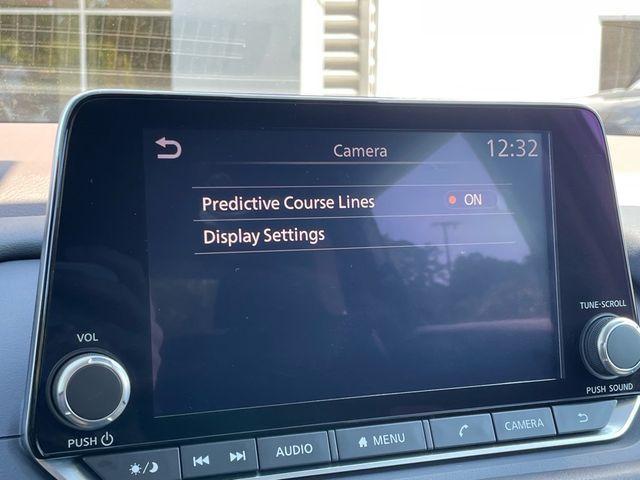 Camera
12:32
Predictive Course Lines
ON
Display Settings
VOL
PUSH
TUNE·SCROLL
PUSH SOUND
AUDIO
MENU
CAMERA